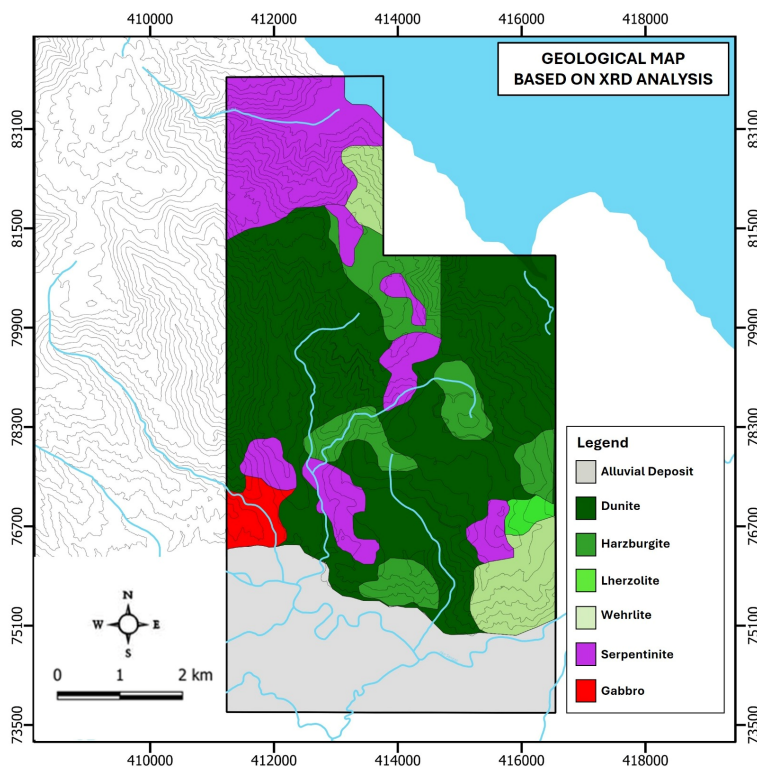 410000 412000 414000 416000 418000
GEOLOGICAL MAP
BASED ON XRD ANALYSIS
83100 83100
81500 81500
79900 79900
78300 78300
Legend
Alluvial Deposit
Dunite
76700 76700
Harzburgite
Lherzolite
Wehrlite
N
W E
S
75100 75100
Serpentinite
0 1 2 km
Gabbro
73500 73500
410000 412000 414000 416000 418000